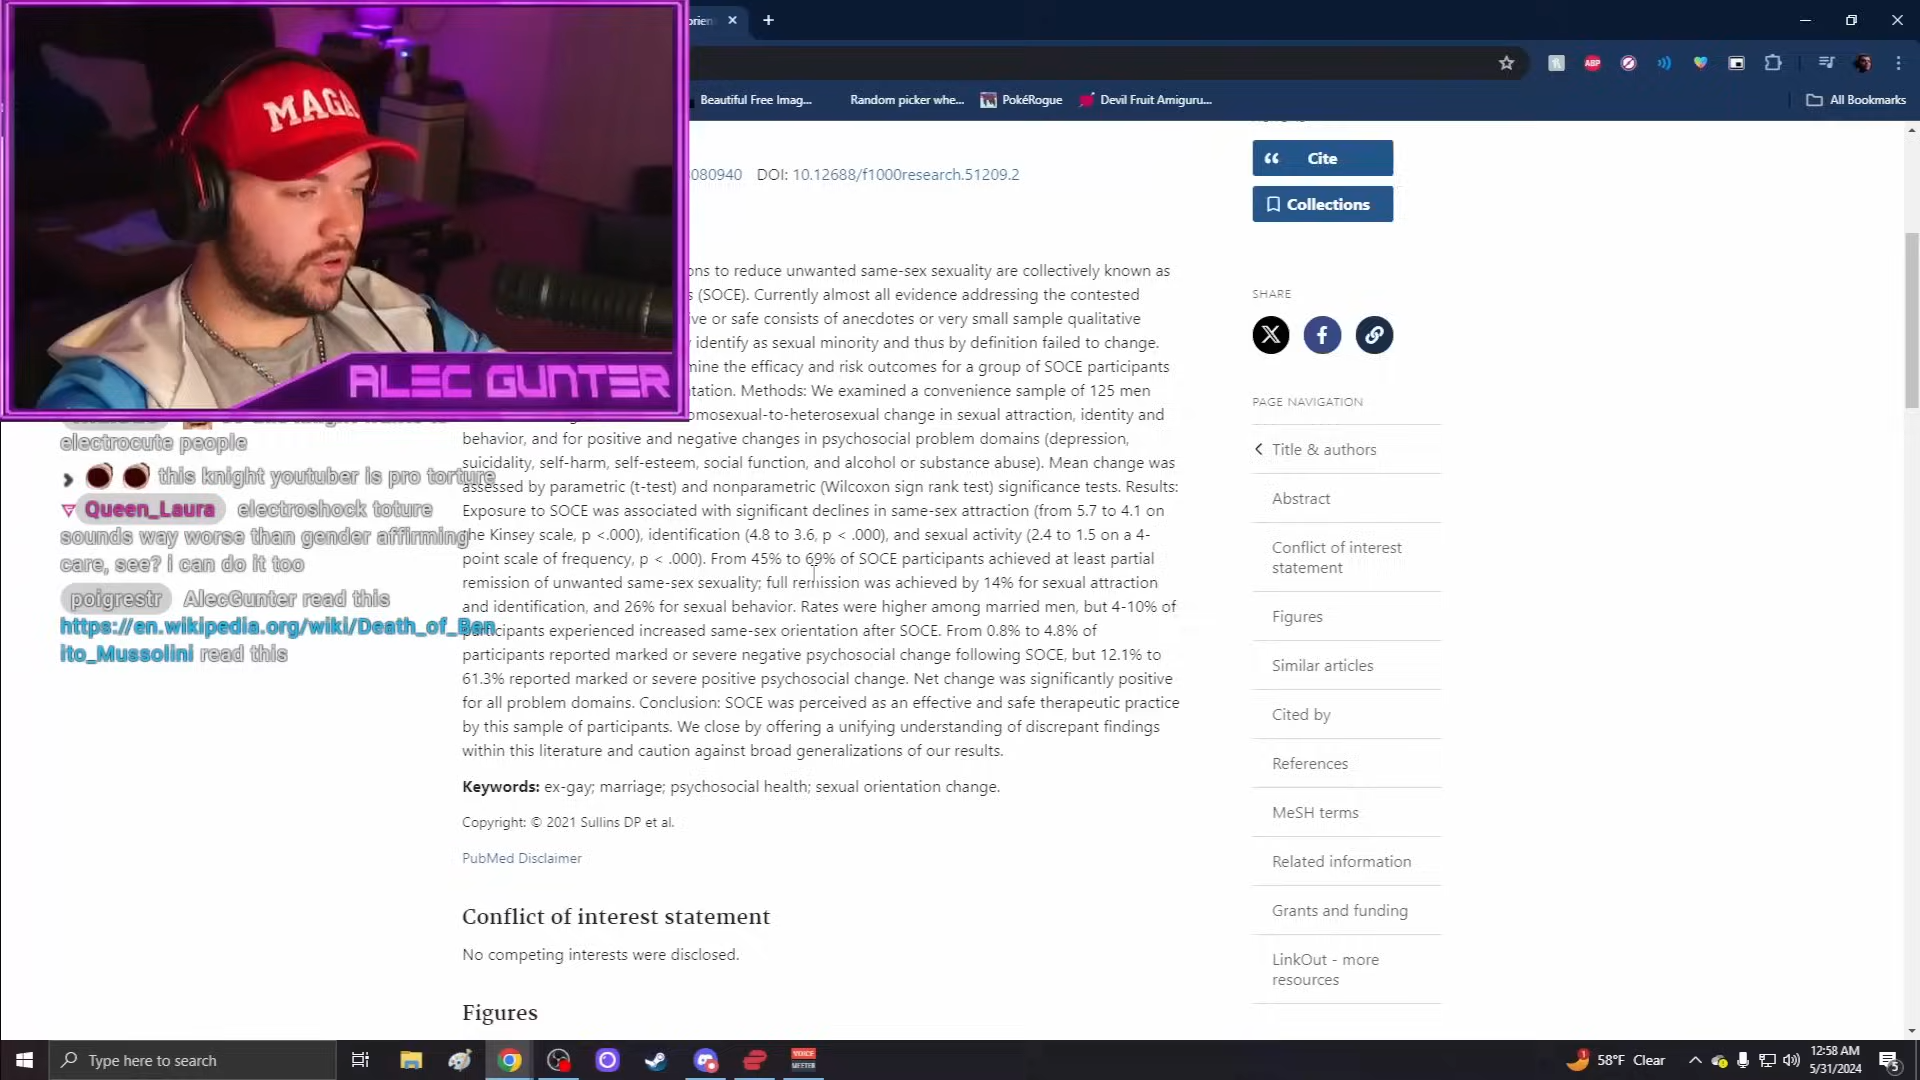 orien
Beautiful Free Imag...
Random picker whe...
PokéRogue
Devil Fruit Amiguru...
All Bookmarks
ABP
MAGA
ALEC GUNTER
080940 DOI: 10.12688/f1000research.51209.2
ons to reduce unwanted same-sex sexuality are collectively known as
s (SOCE). Currently almost all evidence addressing the contested
ive or safe consists of anecdotes or very small sample qualitative
y identify as sexual minority and thus by definition failed to change.
mine the efficacy and risk outcomes for a group of SOCE participants
ntation. Methods: We examined a convenience sample of 125 men
omosexual-to-heterosexual change in sexual attraction, identity and
behavior, and for positive and negative changes in psychosocial problem domains (depression,
suicidality, self-harm, self-esteem, social function, and alcohol or substance abuse). Mean change was
assessed by parametric (t-test) and nonparametric (Wilcoxon sign rank test) significance tests. Results:
Exposure to SOCE was associated with significant declines in same-sex attraction (from 5.7 to 4.1 on
the Kinsey scale, p <.000), identification (4.8 to 3.6, p < .000), and sexual activity (2.4 to 1.5 on a 4-
point scale of frequency, p < .000). From 45% to 69% of SOCE participants achieved at least partial
remission of unwanted same-sex sexuality; full remission was achieved by 14% for sexual attraction
and identification, and 26% for sexual behavior. Rates were higher among married men, but 4-10% of
participants experienced increased same-sex orientation after SOCE. From 0.8% to 4.8% of
participants reported marked or severe negative psychosocial change following SOCE, but 12.1% to
61.3% reported marked or severe positive psychosocial change. Net change was significantly positive
for all problem domains. Conclusion: SOCE was perceived as an effective and safe therapeutic practice
by this sample of participants. We close by offering a unifying understanding of discrepant findings
within this literature and caution against broad generalizations of our results.
Keywords: ex-gay; marriage; psychosocial health; sexual orientation change.
Copyright: © 2021 Sullins DP et al.
PubMed Disclaimer
Conflict of interest statement
No competing interests were disclosed.
Figures
electrocute people
this knight youtuber is pro torture
Queen_Laura electroshock toture
sounds way worse than gender affirming
care, see? i can do it too
poigrestr AlecGunter read this
https://en.wikipedia.org/wiki/Death_of_Ben
ito_Mussolini read this
Cite
Collections
SHARE
PAGE NAVIGATION
Title & authors
Abstract
Conflict of interest
statement
Figures
Similar articles
Cited by
References
MeSH terms
Related information
Grants and funding
LinkOut - more
resources
Type here to search
VOICE
MEETER
1
58°F Clear
12:58 AM
5/31/2024
5